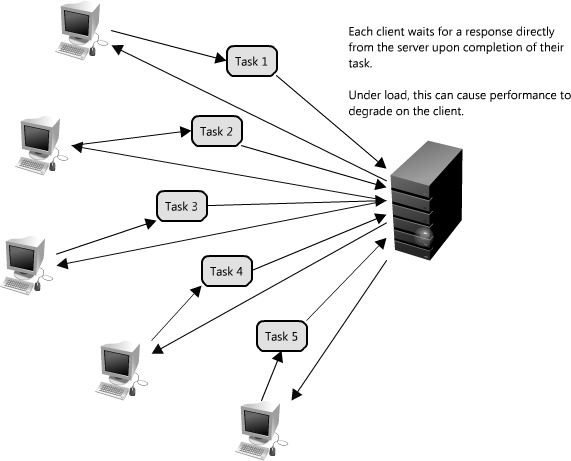 Each client waits for a response directly
from the server upon completion of their
task.
Under load, this can cause performance to
degrade on the client.
Task 1
Task 2
Task 3
Task 4
Task 5